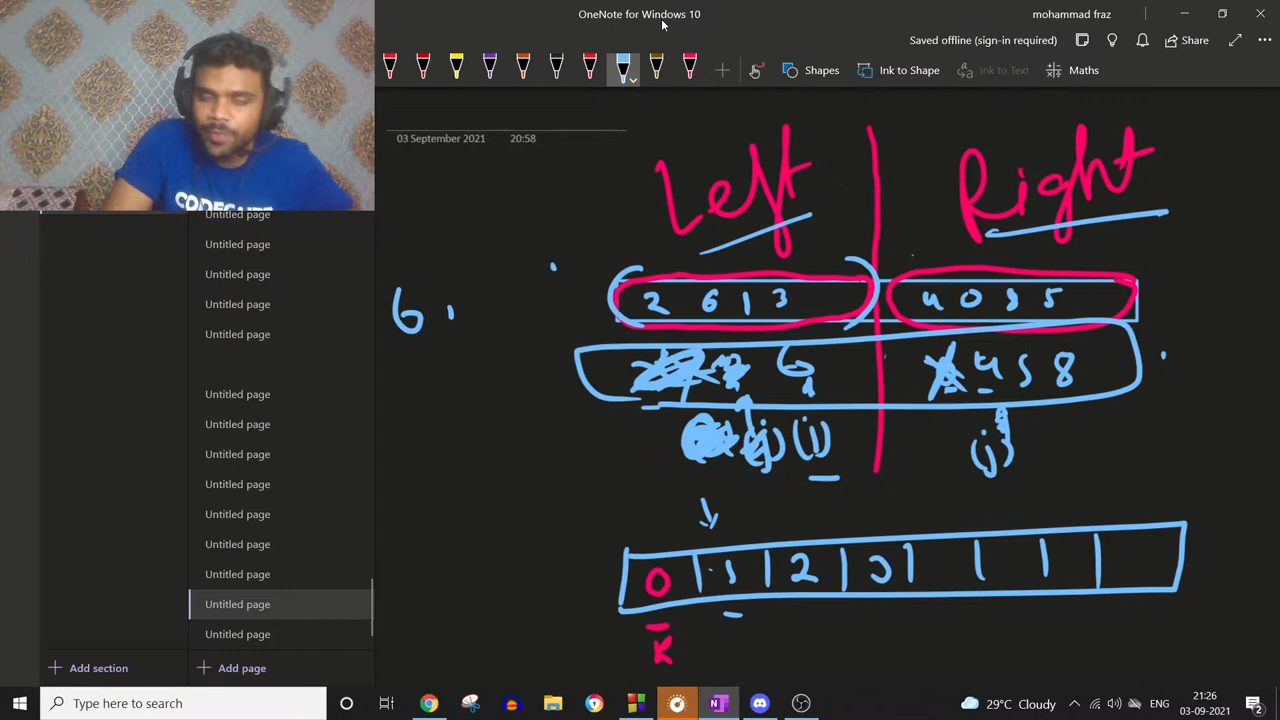 OneNote for Windows 10
mohammad fraz
Saved offline (sign-in required)
Share
Shapes
Ink to Shape
Ink to Text
Maths
03 September 2021 20:58
CODECAUSE
Left
Right
Untitled page
Untitled page
Untitled page
Untitled page
Untitled page
2 6 1 3
4 0 8 5
6
6
4 5 8
(j) (i)
(j)
Untitled page
Untitled page
Untitled page
Untitled page
Untitled page
Untitled page
Untitled page
Untitled page
Untitled page
0 1 2 3
K
Add section
Add page
Type here to search
29°C Cloudy
ENG
21:26
03-09-2021